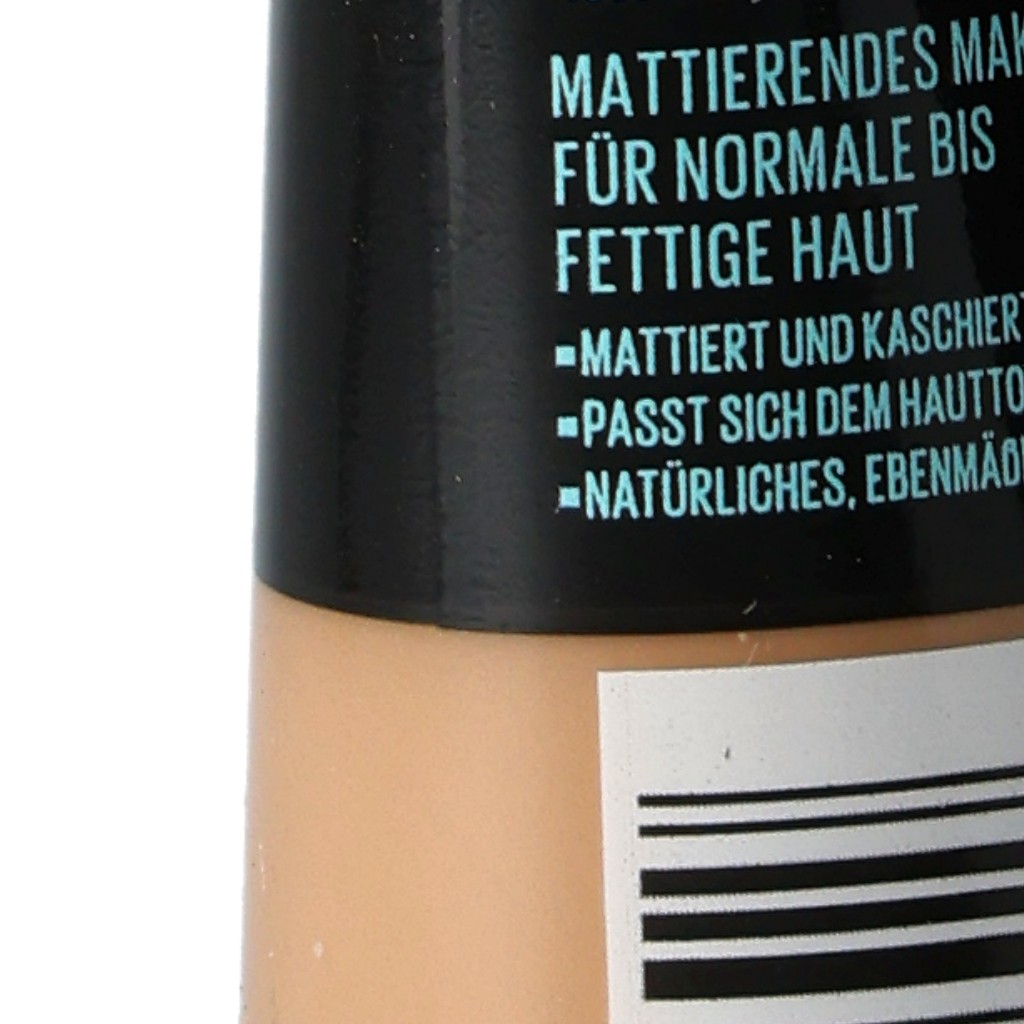 MATTIERENDES MAK
FÜR NORMALE BIS
FETTIGE HAUT
▪MATTIERT UND KASCHIERT
▪PASST SICH DEM HAUTTO
▪NATÜRLICHES, EBENMÄß